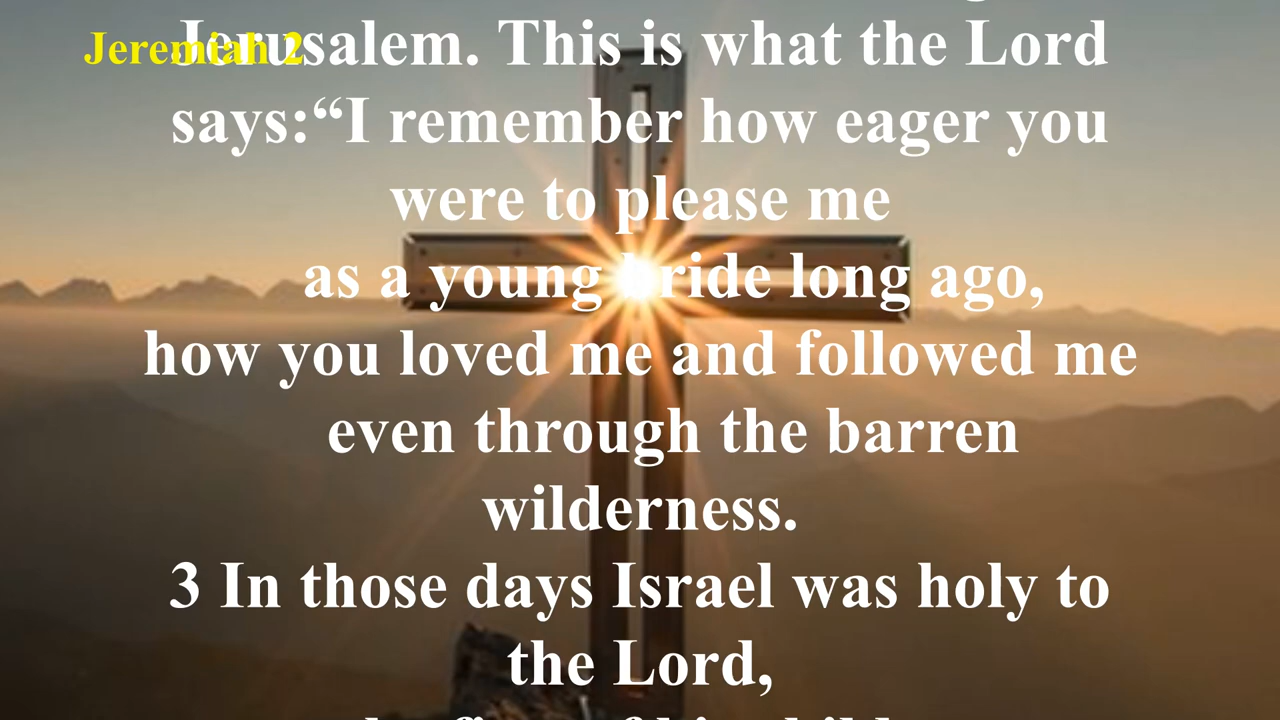 Jeremiah 2
Jerusalem. This is what the Lord
says:“I remember how eager you
were to please me
as a young bride long ago,
how you loved me and followed me
even through the barren
wilderness.
3 In those days Israel was holy to
the Lord,